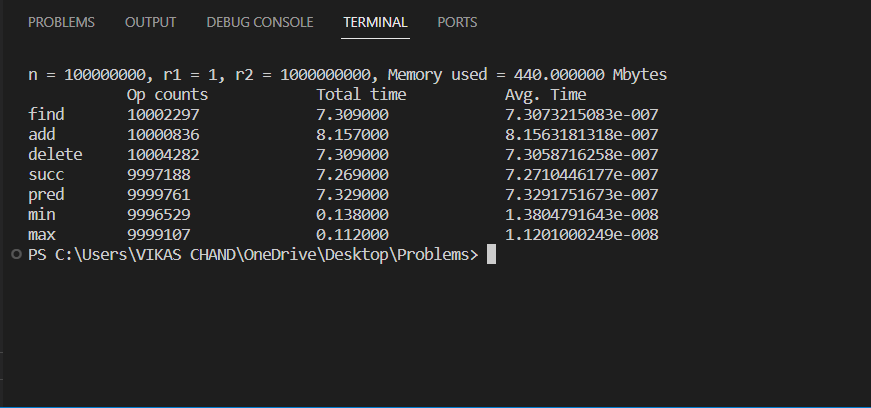 PROBLEMS OUTPUT DEBUG CONSOLE TERMINAL PORTS
n = 100000000, r1 = 1, r2 = 1000000000, Memory used = 440.000000 Mbytes
Op counts Total time Avg. Time
find 10002297 7.309000 7.3073215083e-007
add 10000836 8.157000 8.1563181318e-007
delete 10004282 7.309000 7.3058716258e-007
succ 9997188 7.269000 7.2710446177e-007
pred 9999761 7.329000 7.3291751673e-007
min 9996529 0.138000 1.3804791643e-008
max 9999107 0.112000 1.1201000249e-008
PS C:\Users\VIKAS CHAND\OneDrive\Desktop\Problems>